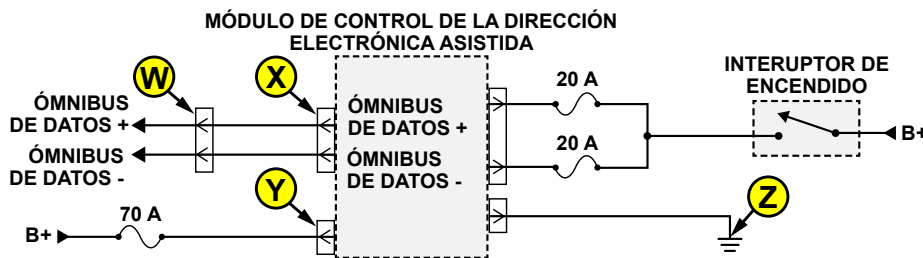 MÓDULO DE CONTROL DE LA DIRECCIÓN
ELECTRÓNICA ASISTIDA
INTERUPTOR DE
ENCENDIDO
W
X
20 A
ÓMNIBUS
DE DATOS +
ÓMNIBUS
DE DATOS +
B+
ÓMNIBUS
DE DATOS -
ÓMNIBUS
DE DATOS -
20 A
Y
Z
70 A
B+